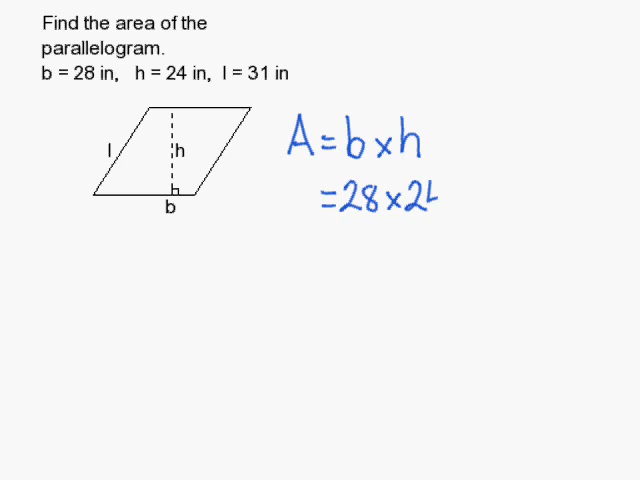 Find the area of the
parallelogram.
b = 28 in, h = 24 in, l = 31 in
l
h
b
A = b x h
= 28 x 2